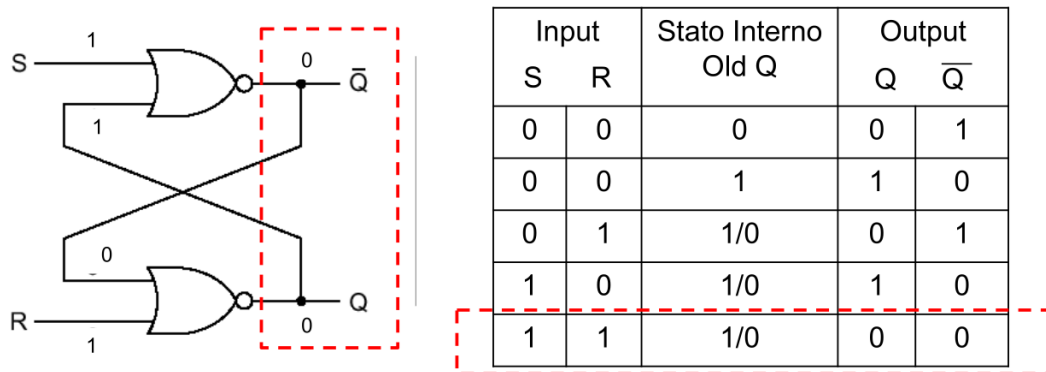 1
S
0
Q̅
1
0
R
1
Q
0
Input Stato Interno Output
S R Old Q Q Q̅
0 0 0 0 1
0 0 1 1 0
0 1 1/0 0 1
1 0 1/0 1 0
1 1 1/0 0 0